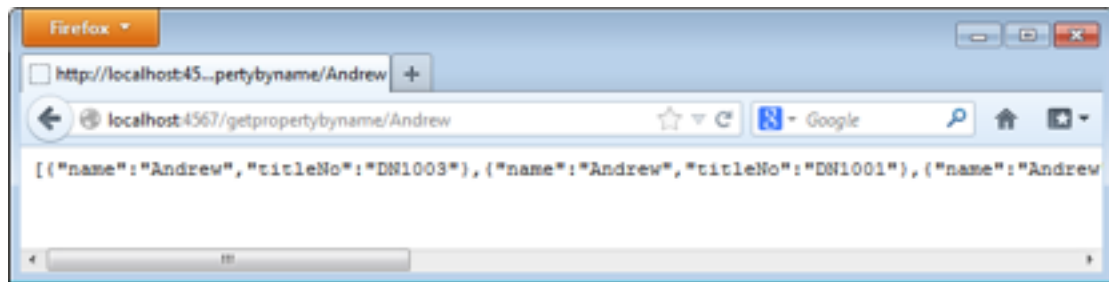 Firefox
http://localhost:45...pertybyname/Andrew
localhost:4567/getpropertybyname/Andrew
Google
[{"name":"Andrew","titleNo":"DN1003"},{"name":"Andrew","titleNo":"DN1001"},{"name":"Andrew